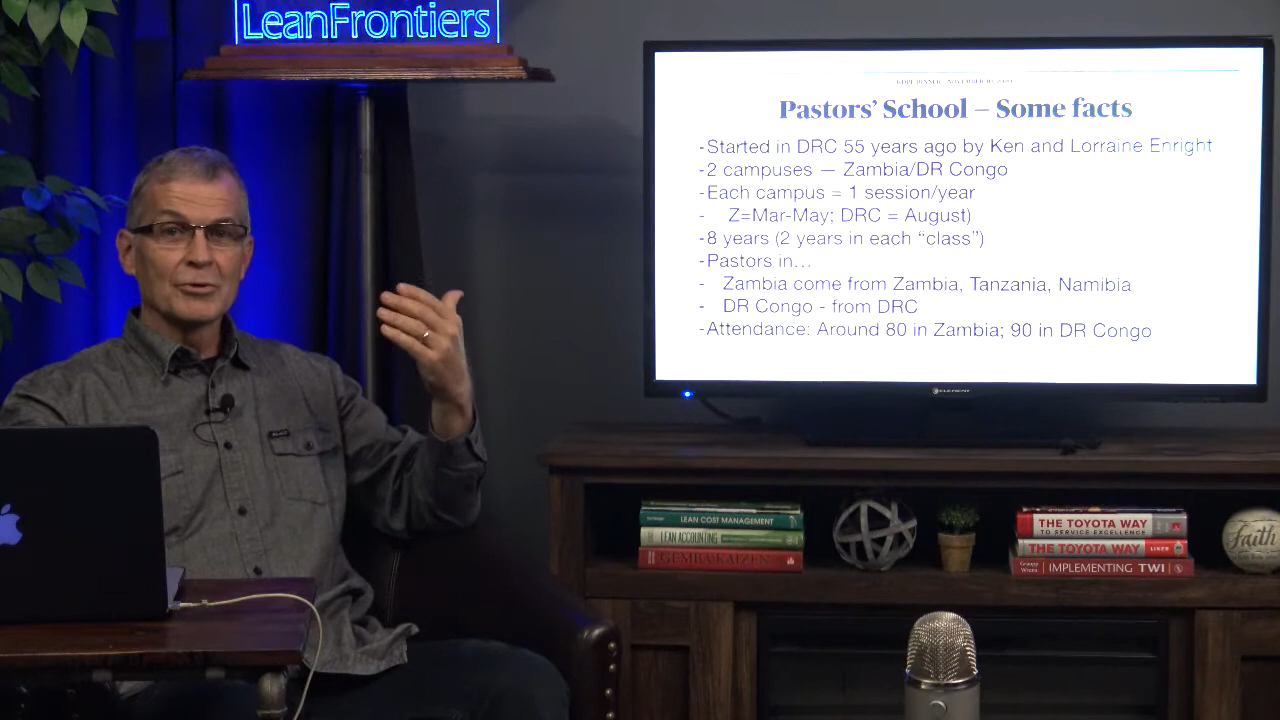 LeanFrontiers
Pastors' School – Some facts
-Started in DRC 55 years ago by Ken and Lorraine Enright
-2 campuses — Zambia/DR Congo
-Each campus = 1 session/year
- Z=Mar-May; DRC = August)
-8 years (2 years in each “class”)
-Pastors in...
- Zambia come from Zambia, Tanzania, Namibia
- DR Congo - from DRC
-Attendance: Around 80 in Zambia; 90 in DR Congo
ELEMENT
LEAN COST MANAGEMENT
LEAN ACCOUNTING
GEMBA KAIZEN
THE TOYOTA WAY
TO SERVICE EXCELLENCE
THE TOYOTA WAY LIKER
IMPLEMENTING TWI
Faith